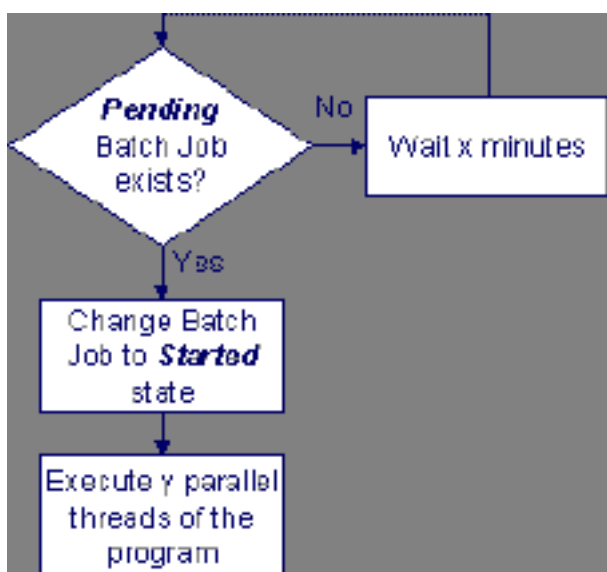 Pending
Batch Job
exists?
No
Wait x minutes
Yes
Change Batch
Job to Started
state
Execute y parallel
threads of the
program